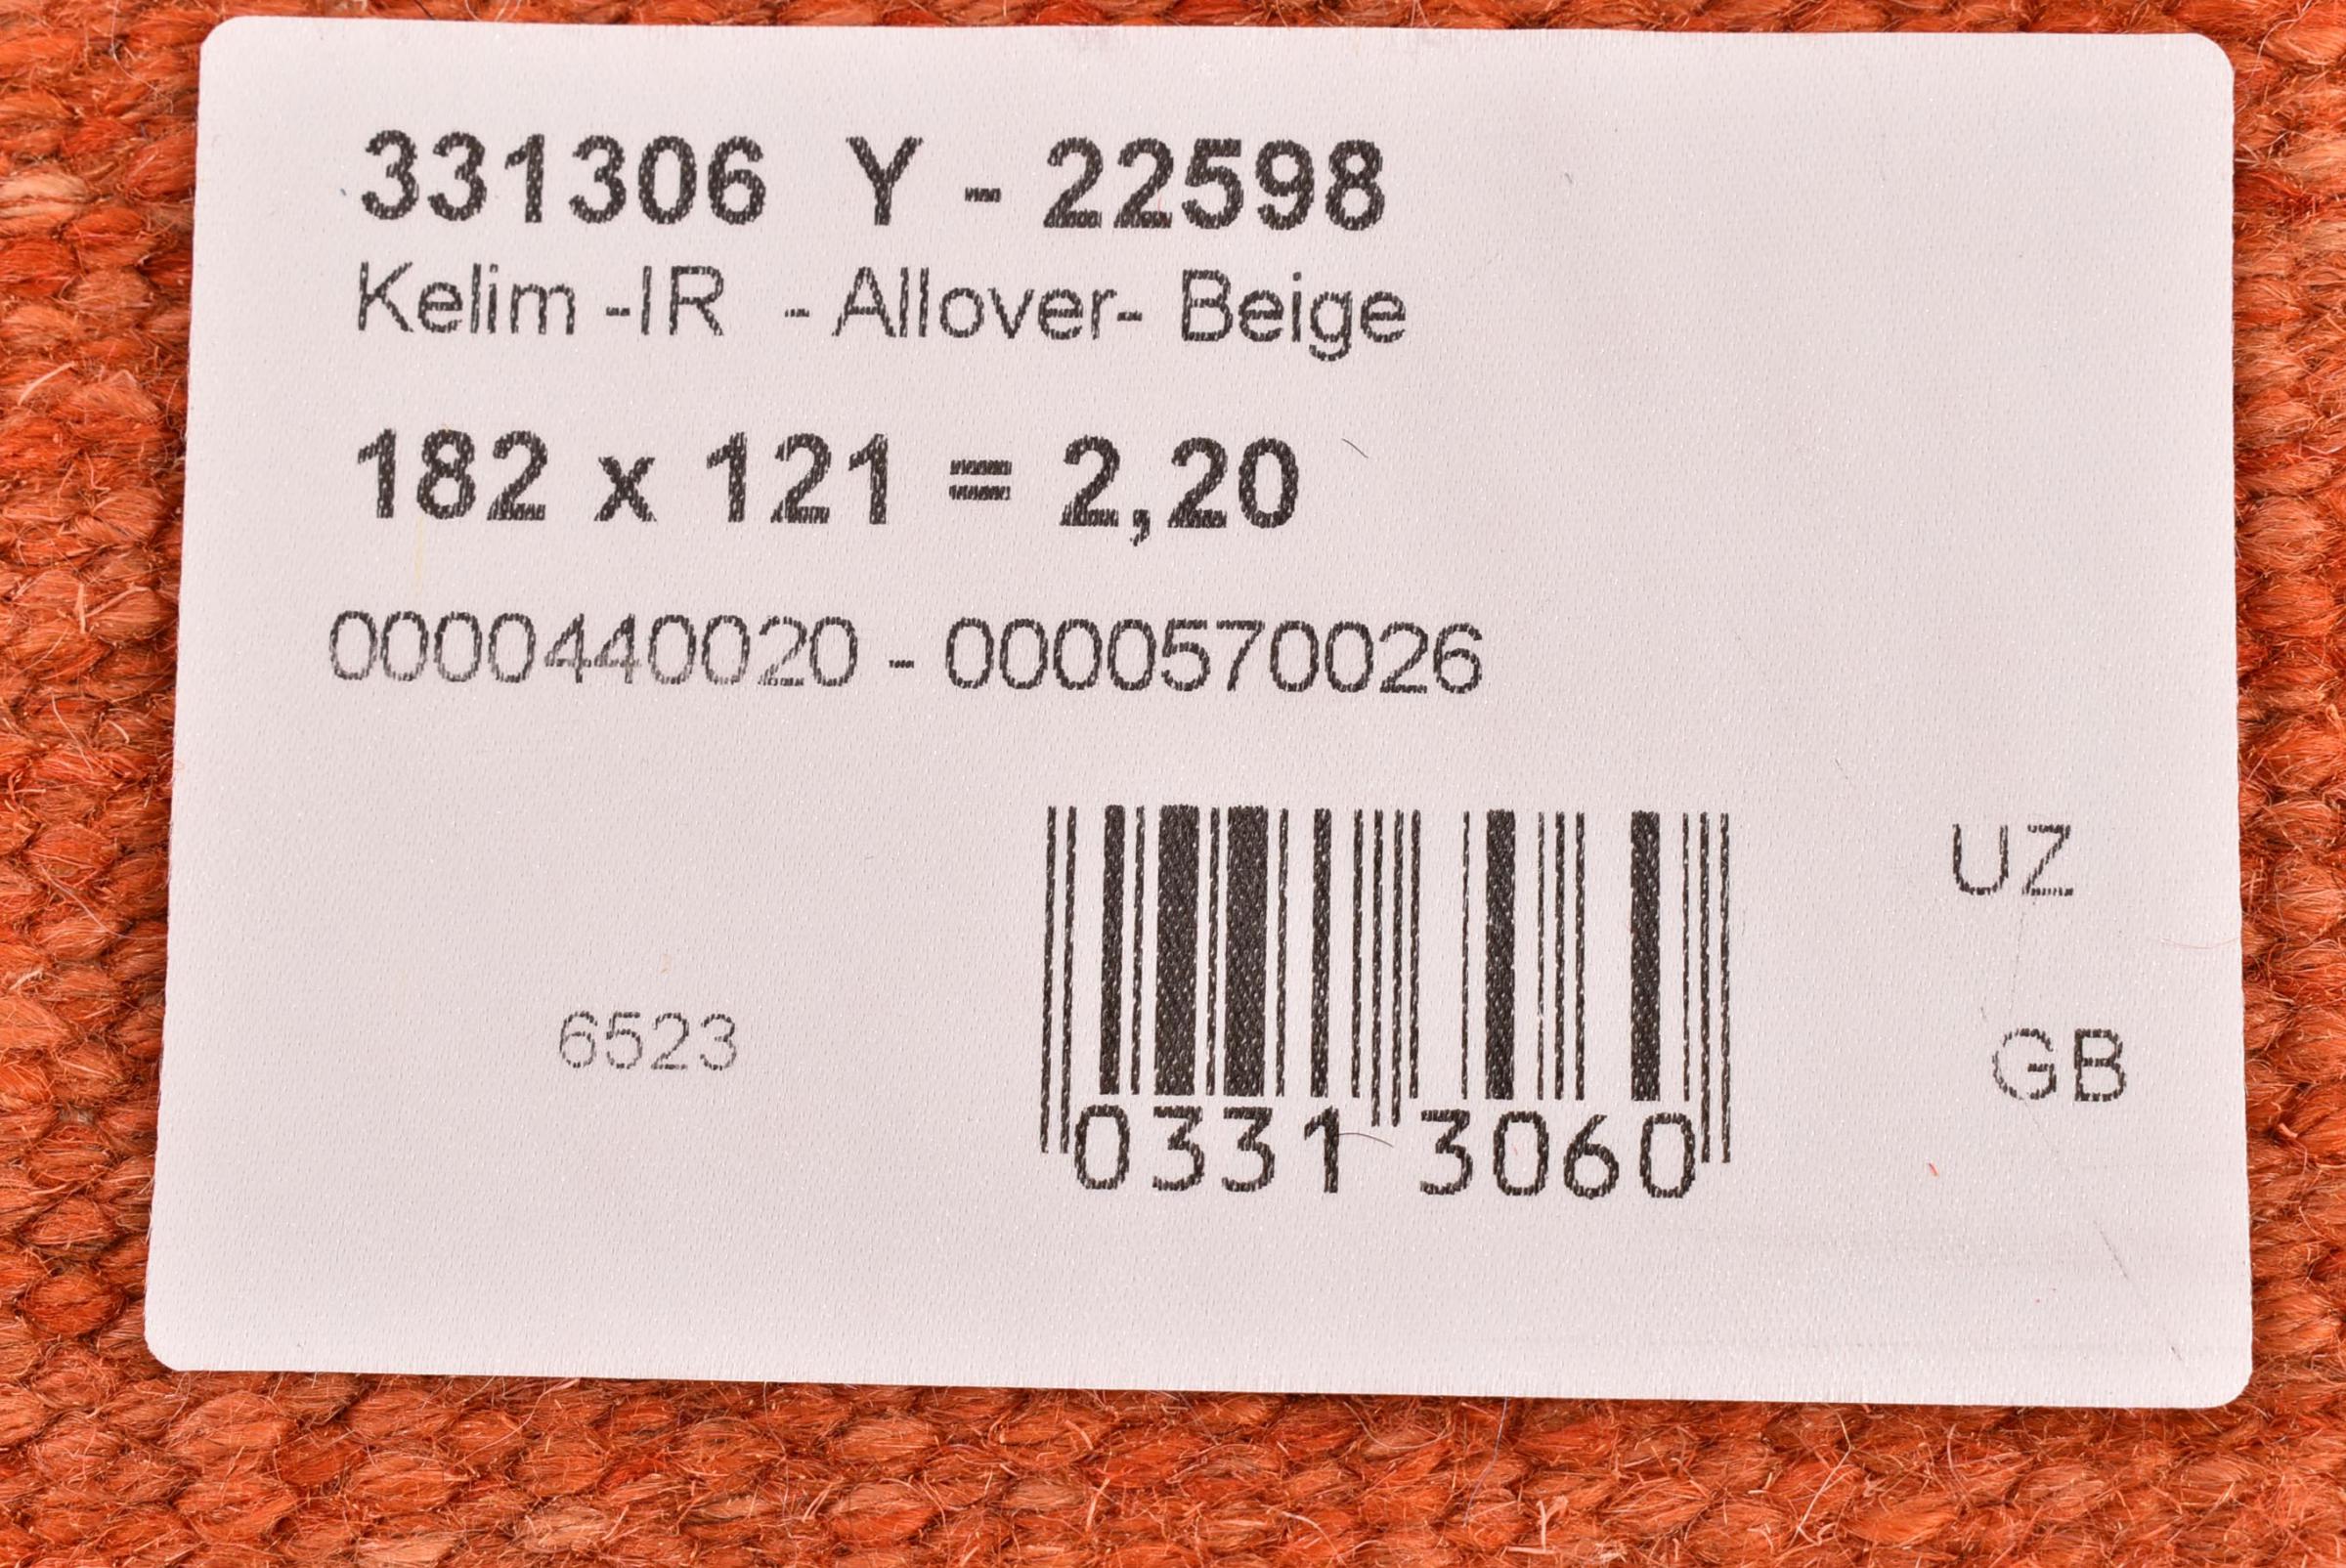 331306 Y - 22598
Kelim -IR - Allover- Beige
182 x 121 = 2,20
0000440020 - 0000570026
UZ
6523
GB
0331 3060